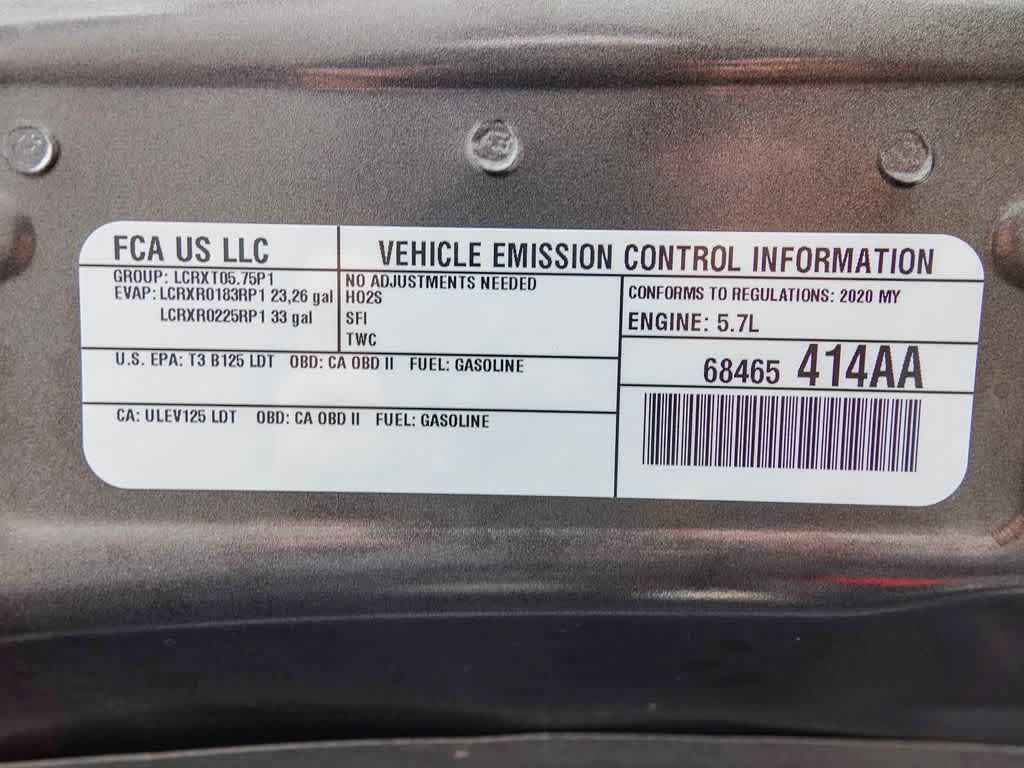 FCA US LLC
VEHICLE EMISSION CONTROL INFORMATION
GROUP: LCRXT05.75P1
EVAP: LCRXR0183RP1 23,26 gal
LCRXR0225RP1 33 gal
NO ADJUSTMENTS NEEDED
HO2S
SFI
TWC
CONFORMS TO REGULATIONS: 2020 MY
ENGINE: 5.7L
U.S. EPA: T3 B125 LDT OBD: CA OBD II FUEL: GASOLINE
68465 414AA
CA: ULEV125 LDT OBD: CA OBD II FUEL: GASOLINE